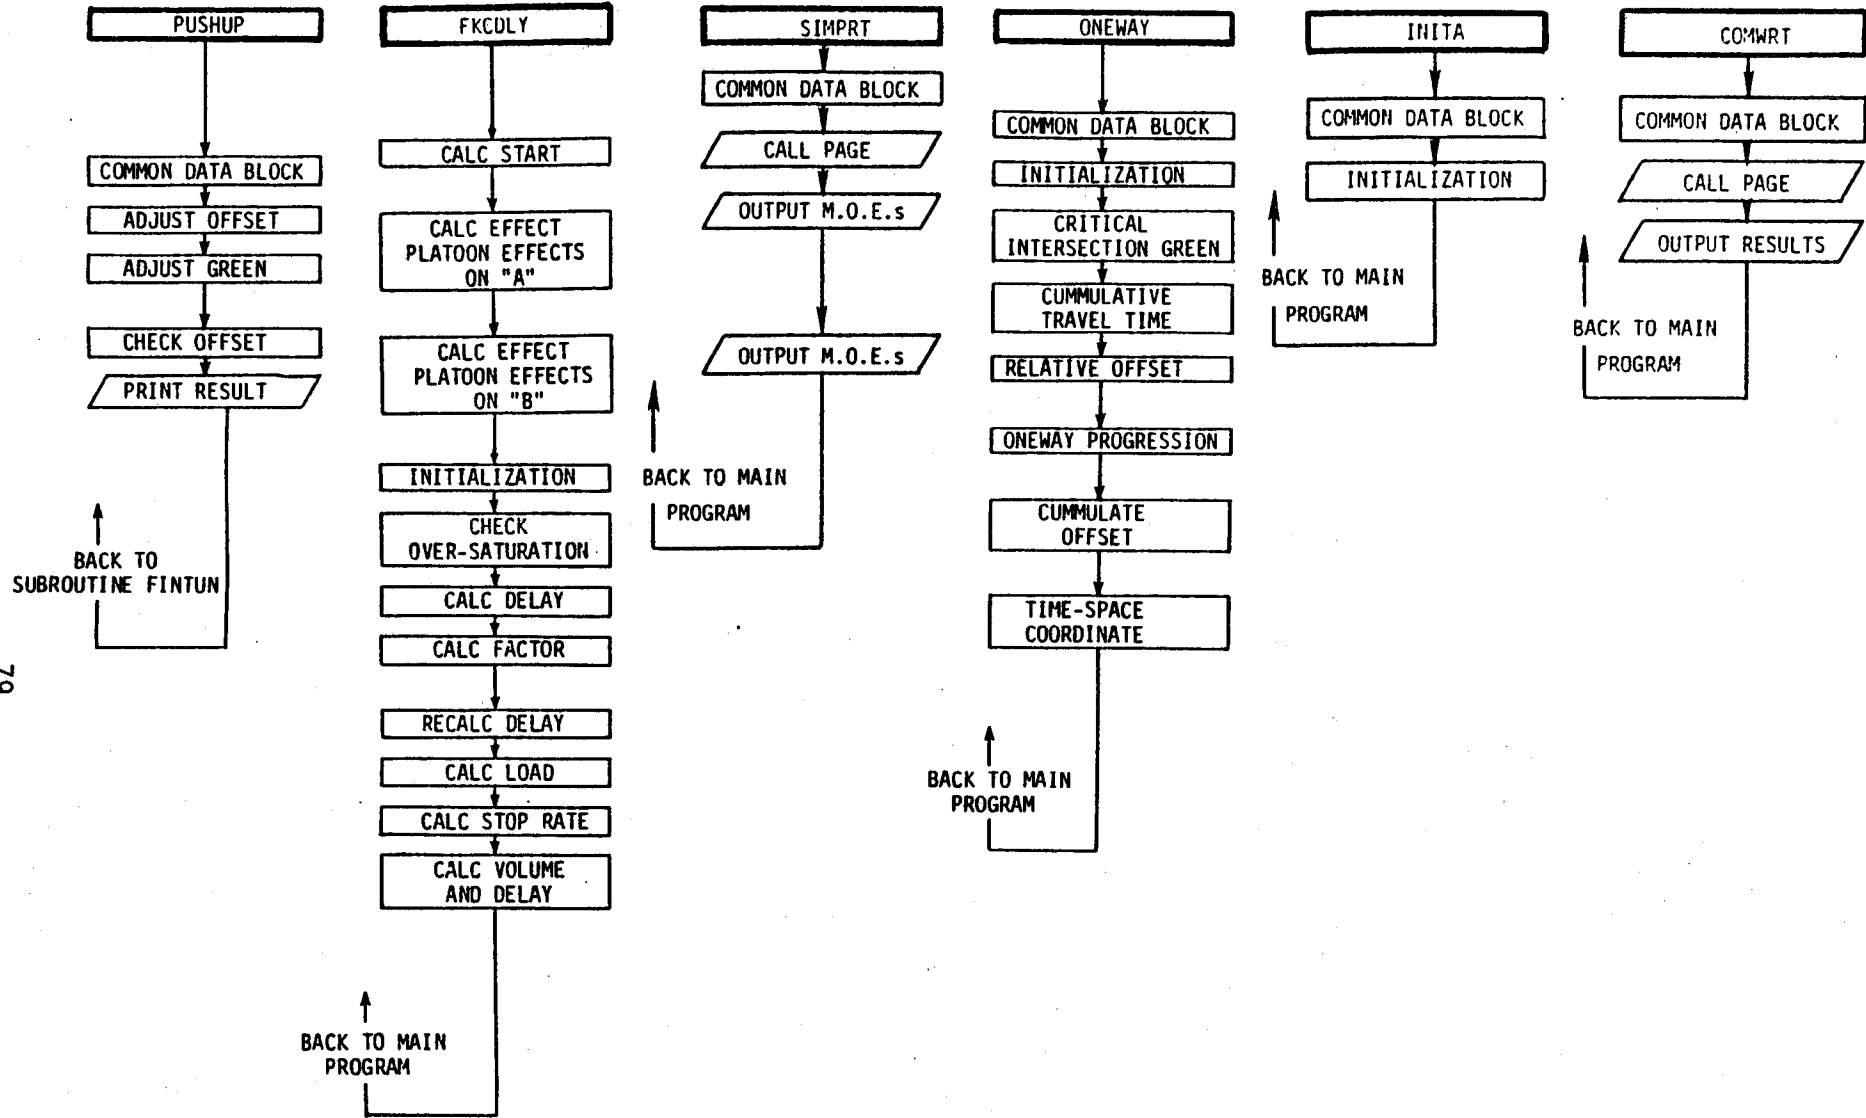 PUSHUP
COMMON DATA BLOCK
ADJUST OFFSET
ADJUST GREEN
CHECK OFFSET
PRINT RESULT
BACK TO
SUBROUTINE FINTUN
FKCDLY
CALC START
CALC EFFECT
PLATOON EFFECTS
ON "A"
CALC EFFECT
PLATOON EFFECTS
ON "B"
INITIALIZATION
CHECK
OVER-SATURATION
CALC DELAY
CALC FACTOR
RECALC DELAY
CALC LOAD
CALC STOP RATE
CALC VOLUME
AND DELAY
BACK TO MAIN
PROGRAM
SIMPRT
COMMON DATA BLOCK
CALL PAGE
OUTPUT M.O.E.s
OUTPUT M.O.E.s
BACK TO MAIN
PROGRAM
ONEWAY
COMMON DATA BLOCK
INITIALIZATION
CRITICAL
INTERSECTION GREEN
CUMMULATIVE
TRAVEL TIME
RELATIVE OFFSET
ONEWAY PROGRESSION
CUMMULATE
OFFSET
TIME-SPACE
COORDINATE
BACK TO MAIN
PROGRAM
INITA
COMMON DATA BLOCK
INITIALIZATION
BACK TO MAIN
PROGRAM
COMWRT
COMMON DATA BLOCK
CALL PAGE
OUTPUT RESULTS
BACK TO MAIN
PROGRAM
79